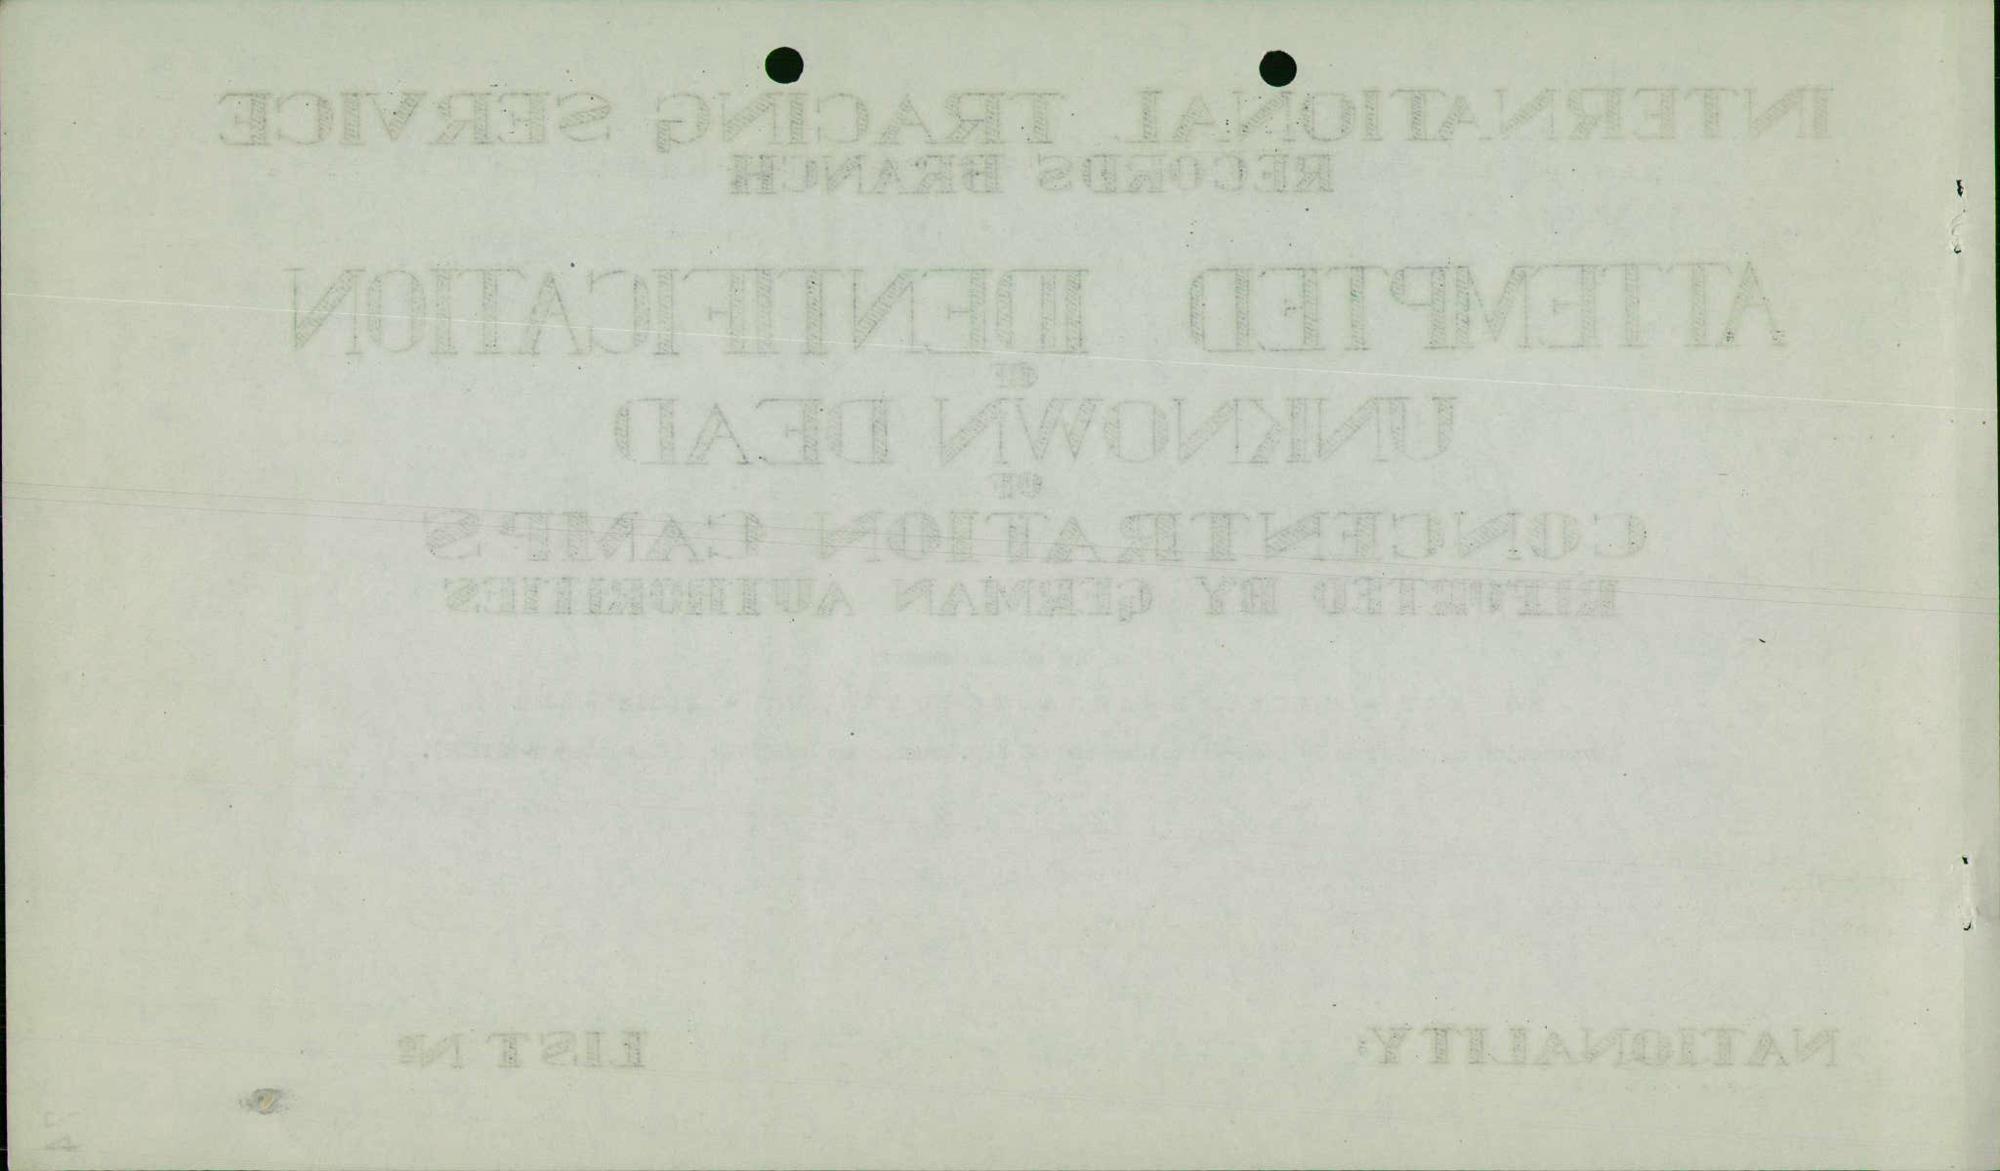 INTERNATIONAL TRACING SERVICE
RECORDS BRANCH
ATTEMPTED IDENTIFICATION
OF
UNKNOWN DEAD
OF
CONCENTRATION CAMPS
REPORTED BY GERMAN AUTHORITIES
NATIONALITY: LIST Nº